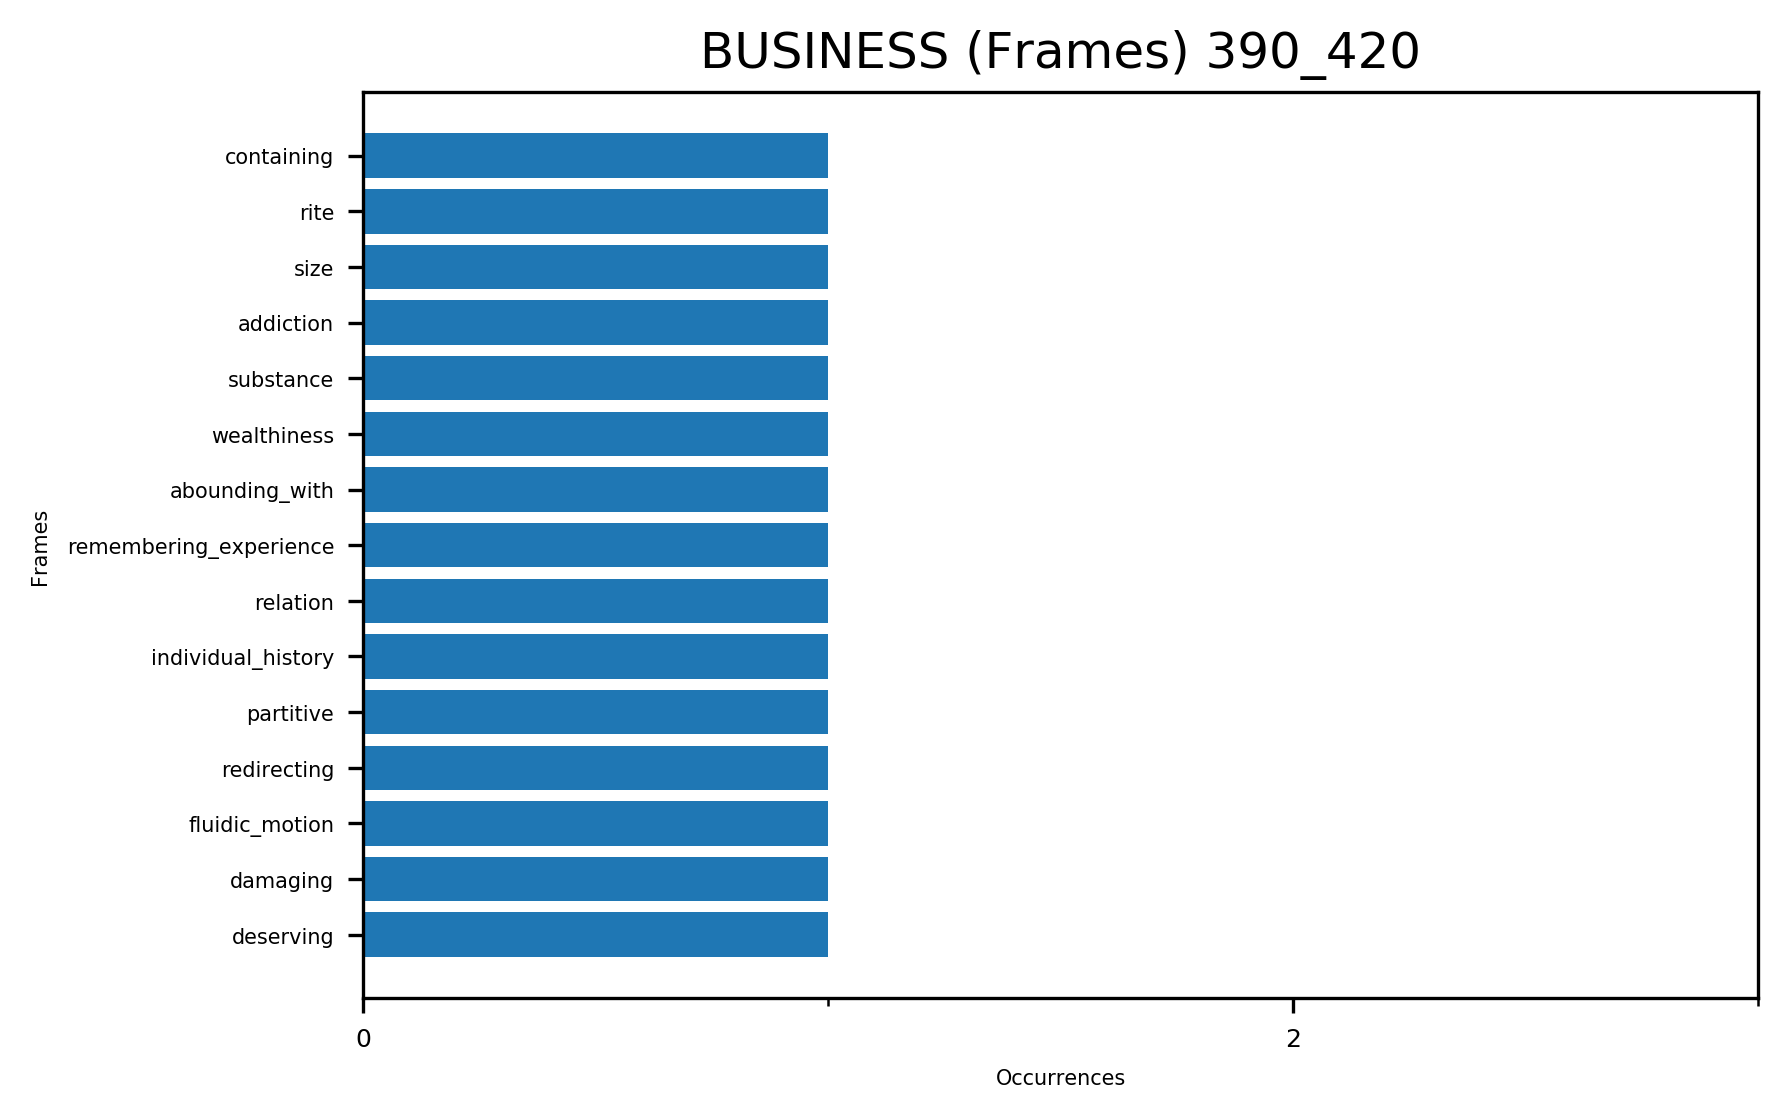 BUSINESS (Frames) 390_420
containing
rite
size
addiction
substance
wealthiness
abounding_with
remembering_experience
relation
individual_history
partitive
redirecting
fluidic_motion
damaging
deserving
Frames
0
2
Occurrences